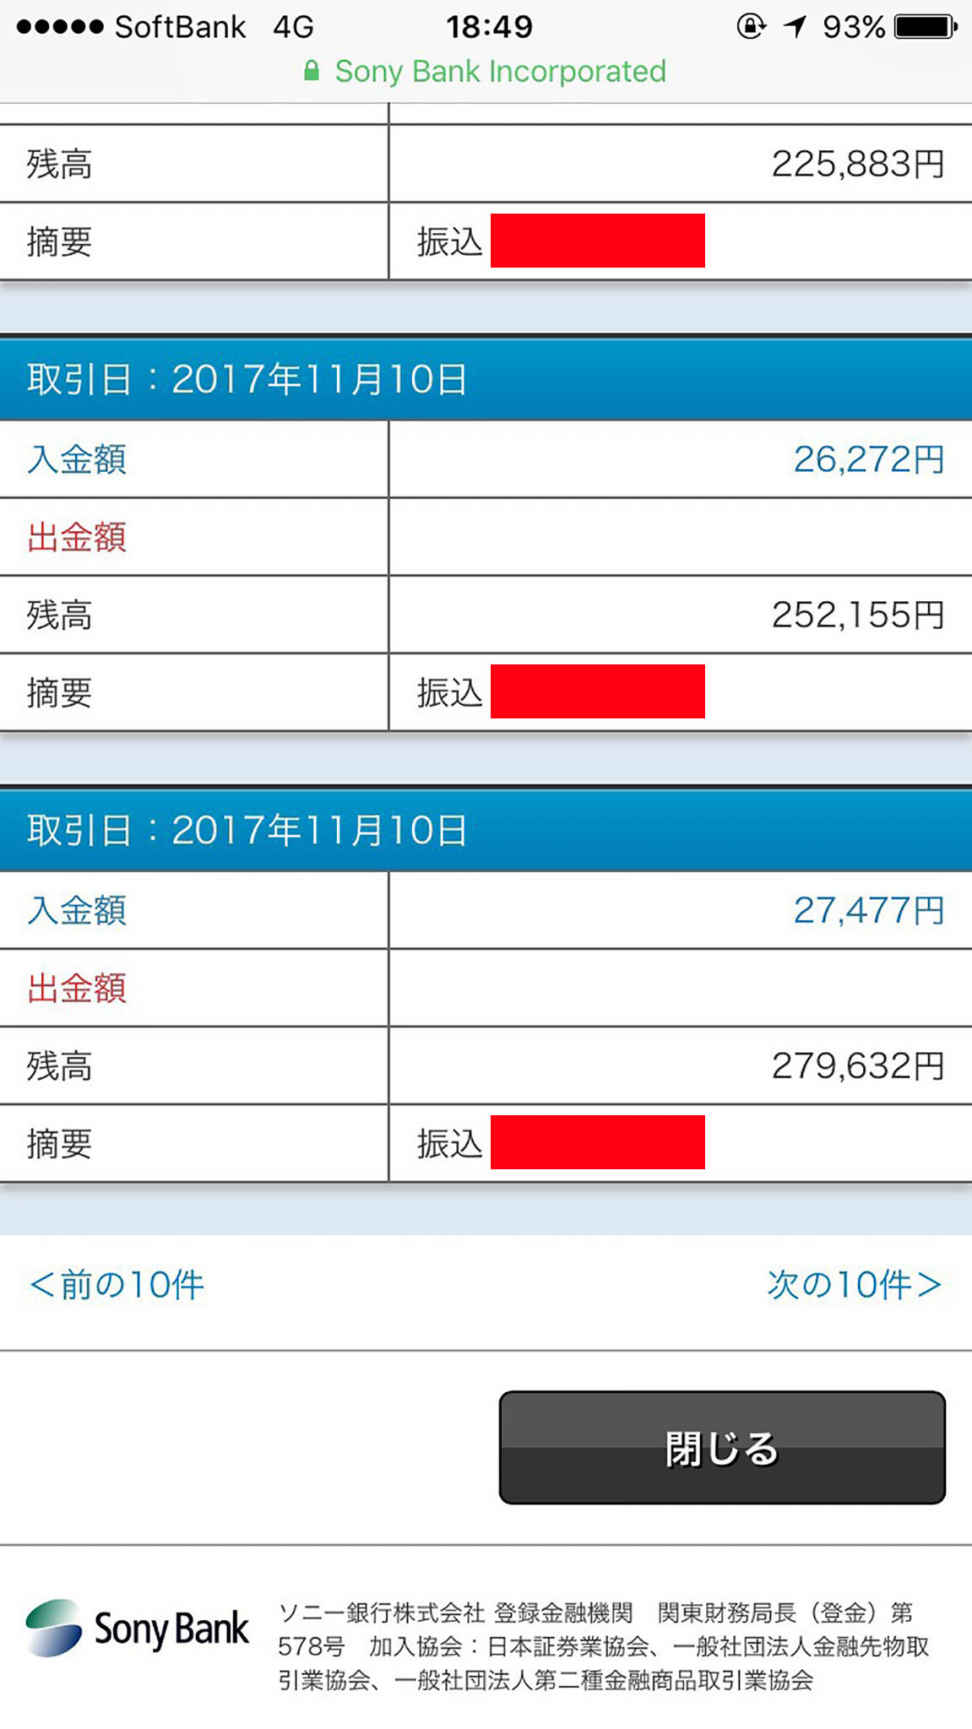 ●●●●● SoftBank 4G 18:49 93%
Sony Bank Incorporated
残高 225,883円
摘要 振込
取引日：2017年11月10日
入金額 26,272円
出金額
残高 252,155円
摘要 振込
取引日：2017年11月10日
入金額 27,477円
出金額
残高 279,632円
摘要 振込
＜前の10件 次の10件＞
閉じる
Sony Bank
ソニー銀行株式会社 登録金融機関　関東財務局長（登金）第
578号　加入協会：日本証券業協会、一般社団法人金融先物取
引業協会、一般社団法人第二種金融商品取引業協会